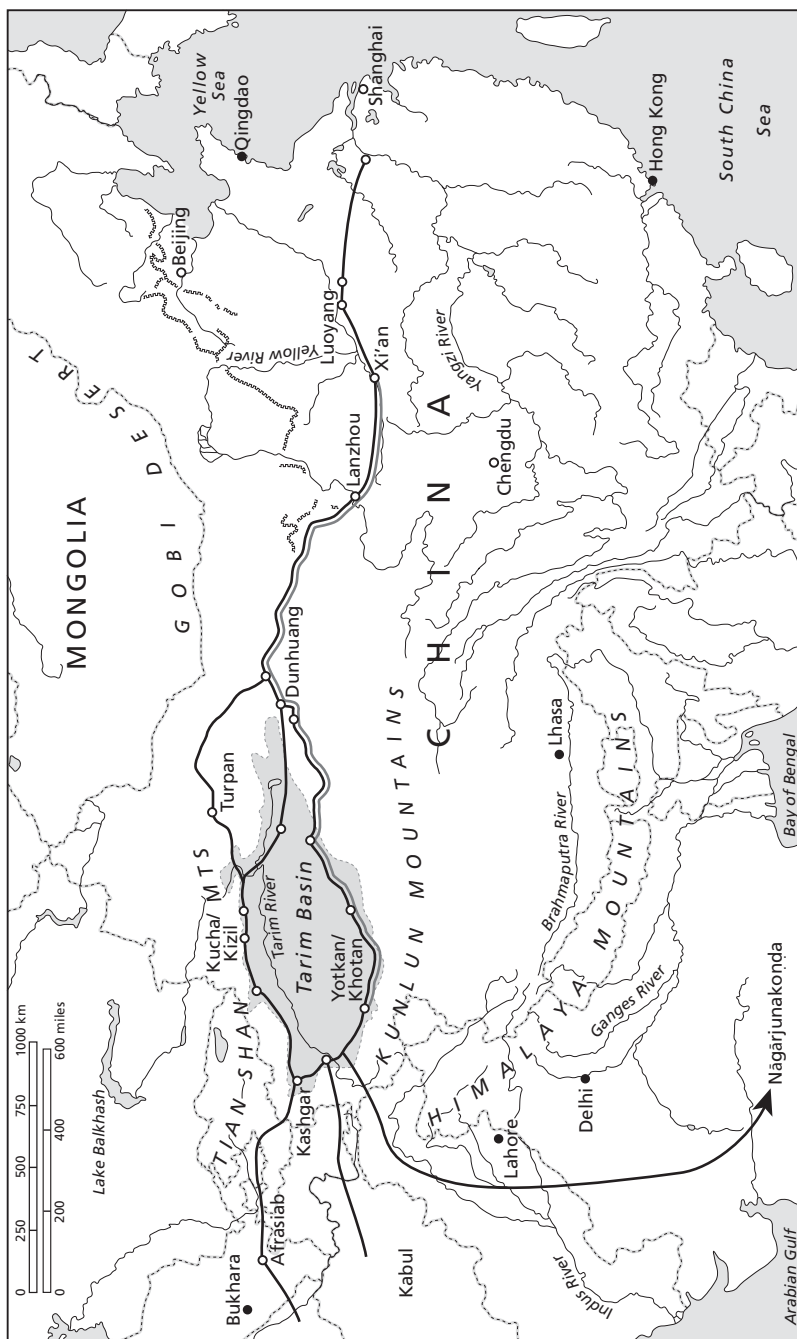 0 250 500 750 1000 km
0 200 400 600 miles
Lake Balkhash
MONGOLIA
GOBI DESERT
Yellow
Sea
Qingdao
Beijing
TIAN SHAN MTS
Kucha/
Kizil
Turpan
Bukhara
Afrasiab
Kashgar
Tarim River
Tarim Basin
Yotkan/
Khotan
Dunhuang
Lanzhou
Yellow River
Luoyang
Xi'an
Shanghai
Kabul
KUNLUN MOUNTAINS
CHINA
Yangzi River
Chengdu
Lahore
HIMALAYA MOUNTAINS
Brahmaputra River
Lhasa
Delhi
Ganges River
Indus River
Hong Kong
South China
Sea
Arabian Gulf
Nāgārjunakoṇḍa
Bay of Bengal